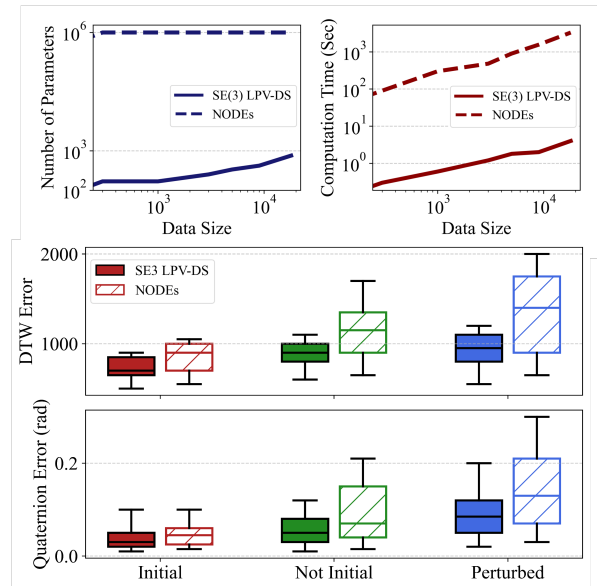 Number of Parameters
10^6
10^3
10^2
SE(3) LPV-DS
NODEs
10^3
10^4
Data Size
Computation Time (Sec)
10^3
10^2
10^1
10^0
SE(3) LPV-DS
NODEs
10^3
10^4
Data Size
DTW Error
2000
1000
SE3 LPV-DS
NODEs
Quaternion Error (rad)
0.2
0.0
Initial
Not Initial
Perturbed